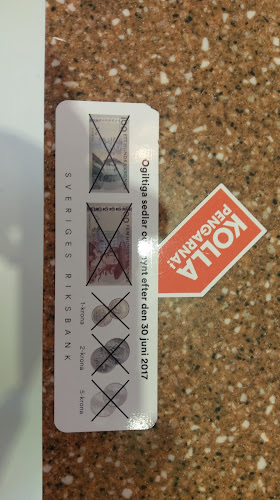 Ogiltiga sedlar och mynt efter den 30 juni 2017
1-krona
2-krona
5-krona
SVERIGES RIKSBANK
KOLLA
PENGARNA!